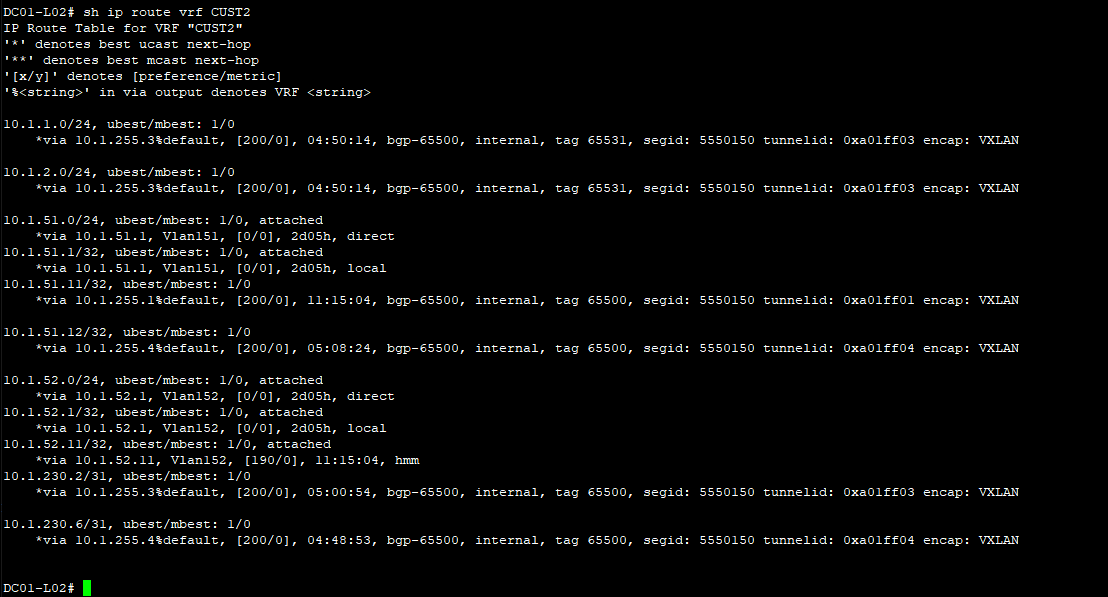 DC01-L02# sh ip route vrf CUST2
IP Route Table for VRF "CUST2"
'*' denotes best ucast next-hop
'**' denotes best mcast next-hop
'[x/y]' denotes [preference/metric]
'%<string>' in via output denotes VRF <string>

10.1.1.0/24, ubest/mbest: 1/0
    *via 10.1.255.3%default, [200/0], 04:50:14, bgp-65500, internal, tag 65531, segid: 5550150 tunnelid: 0xa01ff03 encap: VXLAN

10.1.2.0/24, ubest/mbest: 1/0
    *via 10.1.255.3%default, [200/0], 04:50:14, bgp-65500, internal, tag 65531, segid: 5550150 tunnelid: 0xa01ff03 encap: VXLAN

10.1.51.0/24, ubest/mbest: 1/0, attached
    *via 10.1.51.1, Vlan151, [0/0], 2d05h, direct
10.1.51.1/32, ubest/mbest: 1/0, attached
    *via 10.1.51.1, Vlan151, [0/0], 2d05h, local
10.1.51.11/32, ubest/mbest: 1/0
    *via 10.1.255.1%default, [200/0], 11:15:04, bgp-65500, internal, tag 65500, segid: 5550150 tunnelid: 0xa01ff01 encap: VXLAN

10.1.51.12/32, ubest/mbest: 1/0
    *via 10.1.255.4%default, [200/0], 05:08:24, bgp-65500, internal, tag 65500, segid: 5550150 tunnelid: 0xa01ff04 encap: VXLAN

10.1.52.0/24, ubest/mbest: 1/0, attached
    *via 10.1.52.1, Vlan152, [0/0], 2d05h, direct
10.1.52.1/32, ubest/mbest: 1/0, attached
    *via 10.1.52.1, Vlan152, [0/0], 2d05h, local
10.1.52.11/32, ubest/mbest: 1/0, attached
    *via 10.1.52.11, Vlan152, [190/0], 11:15:04, hmm
10.1.230.2/31, ubest/mbest: 1/0
    *via 10.1.255.3%default, [200/0], 05:00:54, bgp-65500, internal, tag 65500, segid: 5550150 tunnelid: 0xa01ff03 encap: VXLAN

10.1.230.6/31, ubest/mbest: 1/0
    *via 10.1.255.4%default, [200/0], 04:48:53, bgp-65500, internal, tag 65500, segid: 5550150 tunnelid: 0xa01ff04 encap: VXLAN

DC01-L02#